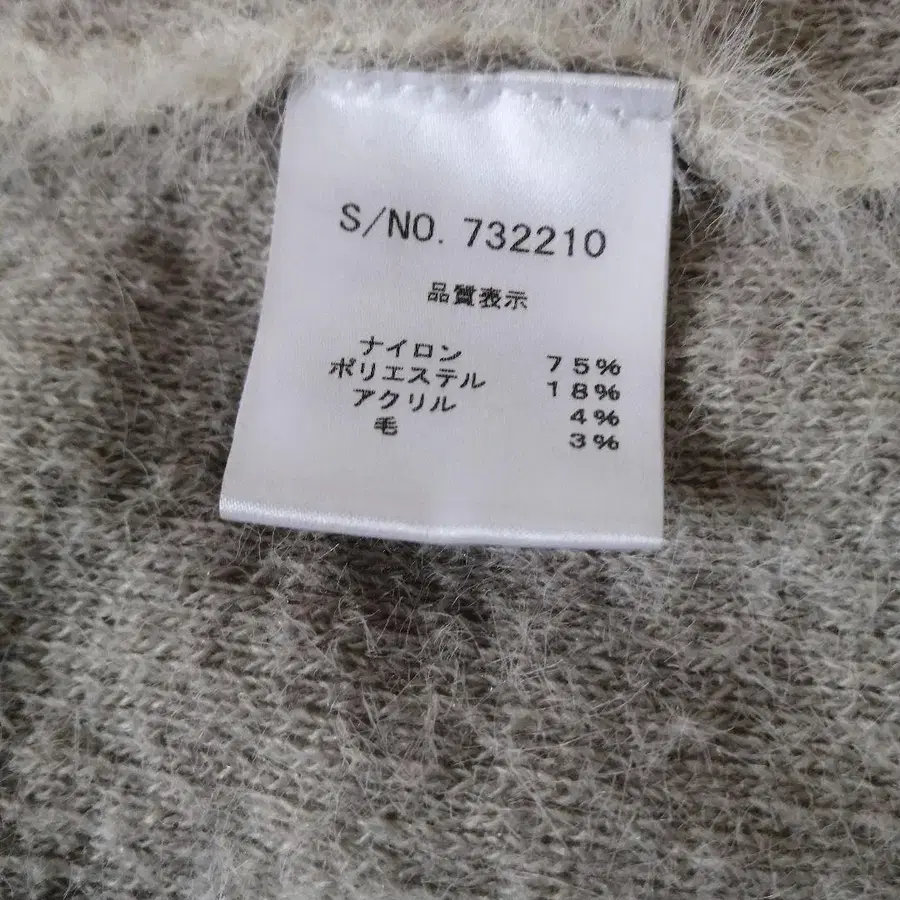 S/NO. 732210
品質表示
ナイロン 75%
ポリエステル 18%
アクリル 4%
毛 3%